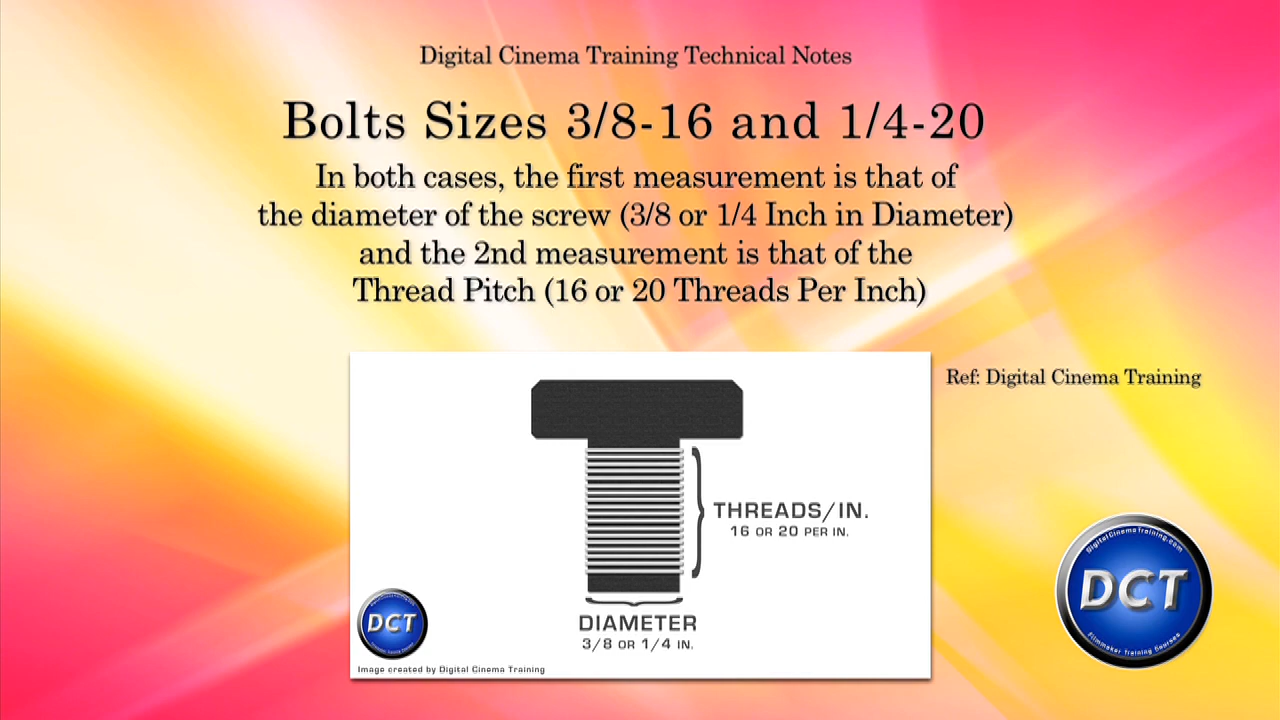 Digital Cinema Training Technical Notes
Bolts Sizes 3/8-16 and 1/4-20
In both cases, the first measurement is that of
the diameter of the screw (3/8 or 1/4 Inch in Diameter)
and the 2nd measurement is that of the
Thread Pitch (16 or 20 Threads Per Inch)
Ref: Digital Cinema Training
THREADS/IN.
16 OR 20 PER IN.
DIAMETER
3/8 OR 1/4 IN.
DCT
Image created by Digital Cinema Training
DigitalCinemaTraining.com
DCT
Filmmaker Training Courses